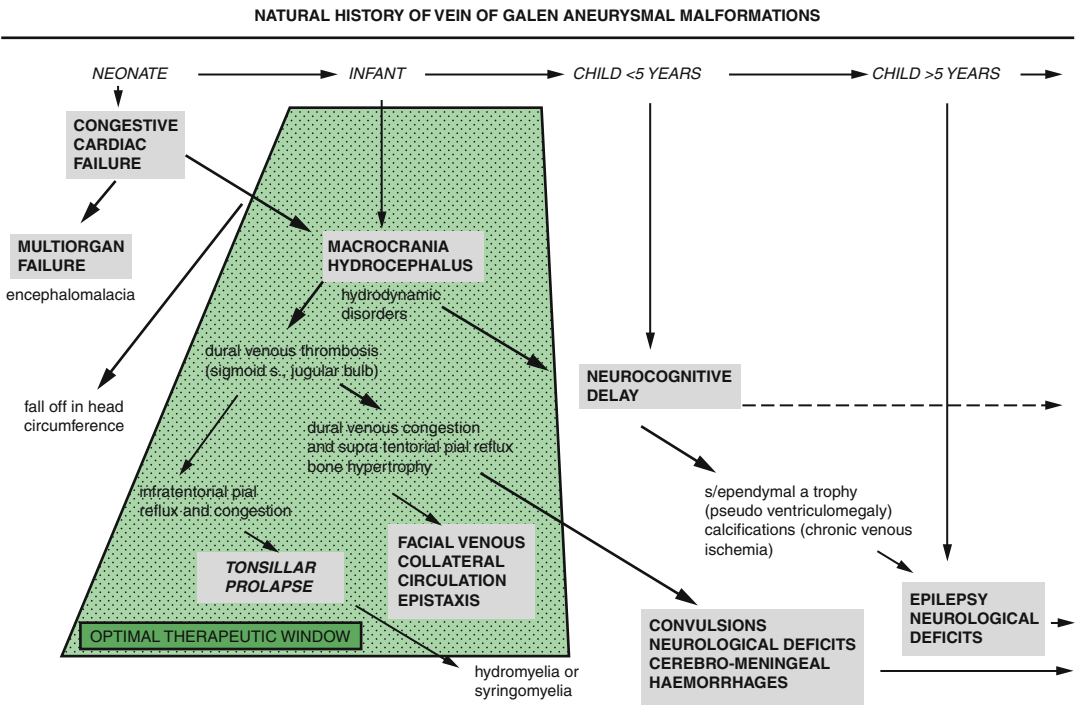 NATURAL HISTORY OF VEIN OF GALEN ANEURYSMAL MALFORMATIONS
NEONATE
INFANT
CHILD <5 YEARS
CHILD >5 YEARS
CONGESTIVE
CARDIAC
FAILURE
MULTIORGAN
FAILURE
encephalomalacia
MACROCRANIA
HYDROCEPHALUS
hydrodynamic
disorders
dural venous thrombosis
(sigmoid s., jugular bulb)
NEUROCOGNITIVE
DELAY
fall off in head
circumference
dural venous congestion
and supra tentorial pial reflux
bone hypertrophy
infratentorial pial
reflux and congestion
s/ependymal a trophy
(pseudo ventriculomegaly)
calcifications (chronic venous
ischemia)
TONSILLAR
PROLAPSE
FACIAL VENOUS
COLLATERAL
CIRCULATION
EPISTAXIS
EPILEPSY
NEUROLOGICAL
DEFICITS
CONVULSIONS
NEUROLOGICAL DEFICITS
CEREBRO-MENINGEAL
HAEMORRHAGES
OPTIMAL THERAPEUTIC WINDOW
hydromyelia or
syringomyelia